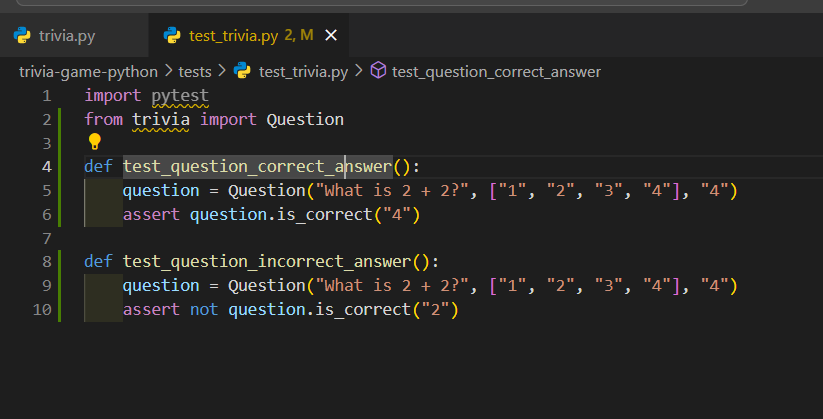 trivia.py test_trivia.py 2, M
trivia-game-python > tests > test_trivia.py > test_question_correct_answer
1 import pytest
2 from trivia import Question
3
4 def test_question_correct_answer():
5 question = Question("What is 2 + 2?", ["1", "2", "3", "4"], "4")
6 assert question.is_correct("4")
7
8 def test_question_incorrect_answer():
9 question = Question("What is 2 + 2?", ["1", "2", "3", "4"], "4")
10 assert not question.is_correct("2")